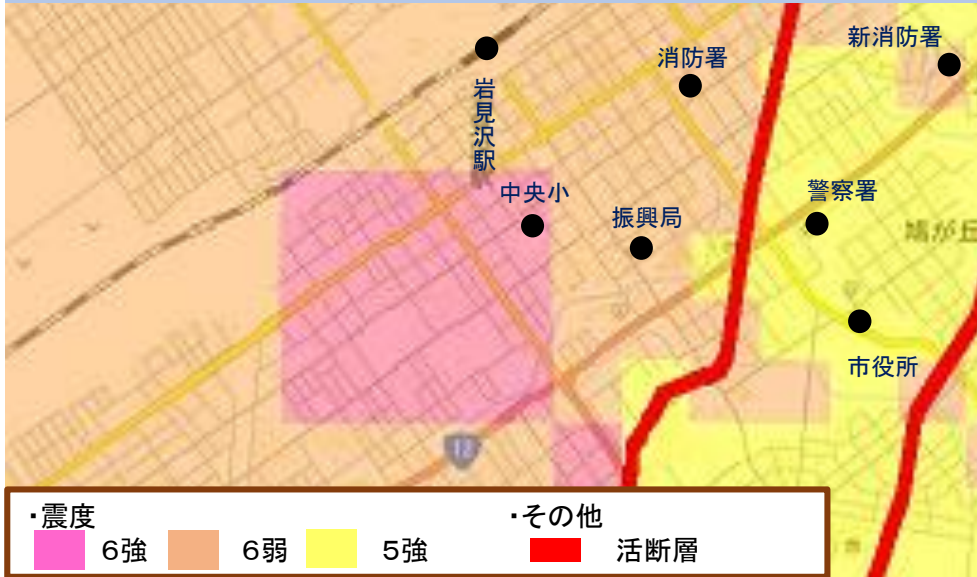 新消防署
消防署
岩見沢駅
中央小
警察署
振興局
鳩が丘
市役所
12
・震度
6強
6弱
5強
・その他
活断層